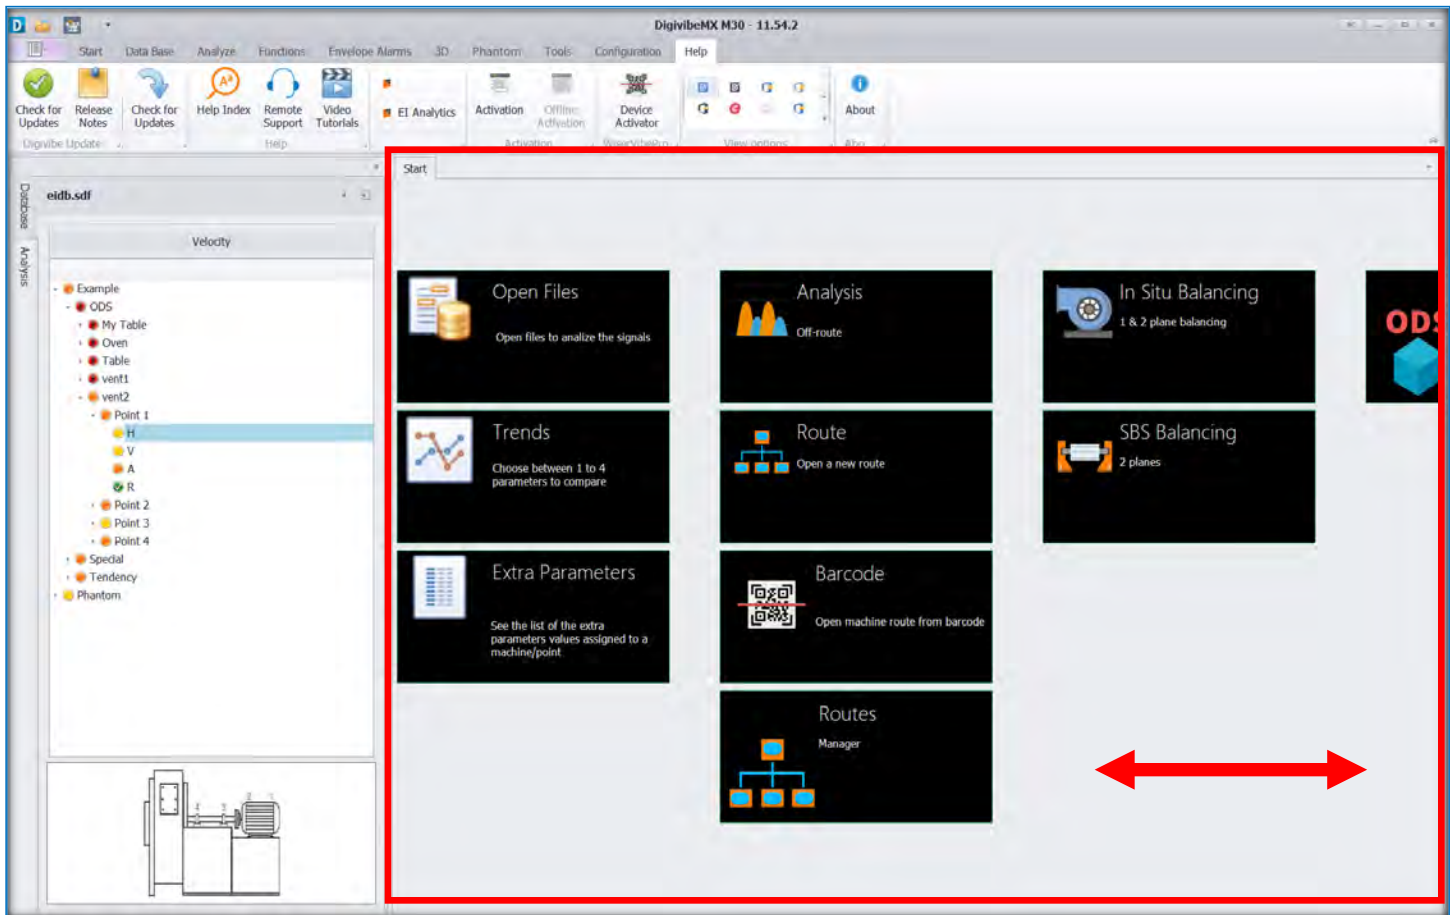 DigivibeMX M30 - 11.54.2
Start Data Base Analyze Functions Envelope Alarms 3D Phantom Tools Configuration Help
Check for Updates
Release Notes
Check for Updates
Help Index
Remote Support
Video Tutorials
EI Analytics
Activation
Offline Activation
Device Activator
About
Digivibe Update
Help
Activation
WiserVibePro
View options
Abo
Database
Analysis
eidb.sdf
Velocity
Example
ODS
My Table
Oven
Table
vent1
vent2
Point 1
H
V
A
R
Point 2
Point 3
Point 4
Special
Tendency
Phantom
Start
Open Files
Open files to analize the signals
Trends
Choose between 1 to 4
parameters to compare
Extra Parameters
See the list of the extra
parameters values assigned to a
machine/point
Analysis
Off-route
Route
Open a new route
Barcode
Open machine route from barcode
Routes
Manager
In Situ Balancing
1 & 2 plane balancing
SBS Balancing
2 planes
ODS